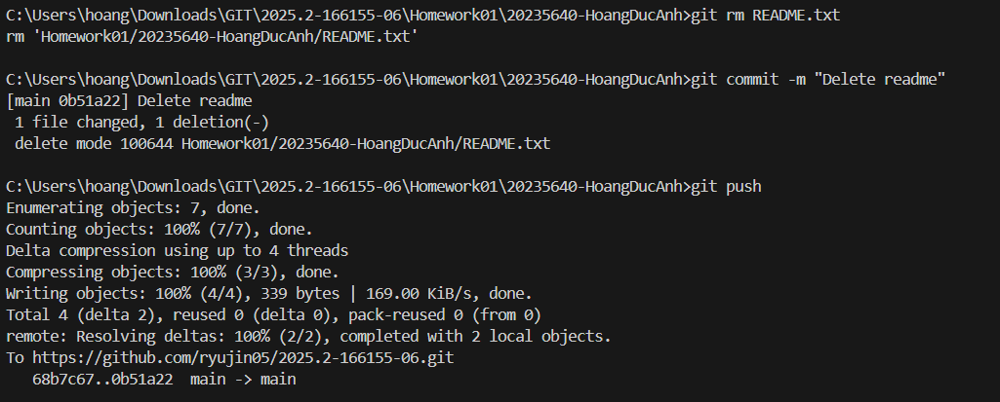 C:\Users\hoang\Downloads\GIT\2025.2-166155-06\Homework01\20235640-HoangDucAnh>git rm README.txt
rm 'Homework01/20235640-HoangDucAnh/README.txt'
C:\Users\hoang\Downloads\GIT\2025.2-166155-06\Homework01\20235640-HoangDucAnh>git commit -m "Delete readme"
[main 0b51a22] Delete readme
1 file changed, 1 deletion(-)
delete mode 100644 Homework01/20235640-HoangDucAnh/README.txt
C:\Users\hoang\Downloads\GIT\2025.2-166155-06\Homework01\20235640-HoangDucAnh>git push
Enumerating objects: 7, done.
Counting objects: 100% (7/7), done.
Delta compression using up to 4 threads
Compressing objects: 100% (3/3), done.
Writing objects: 100% (4/4), 339 bytes | 169.00 KiB/s, done.
Total 4 (delta 2), reused 0 (delta 0), pack-reused 0 (from 0)
remote: Resolving deltas: 100% (2/2), completed with 2 local objects.
To https://github.com/ryujin05/2025.2-166155-06.git
68b7c67..0b51a22  main -> main